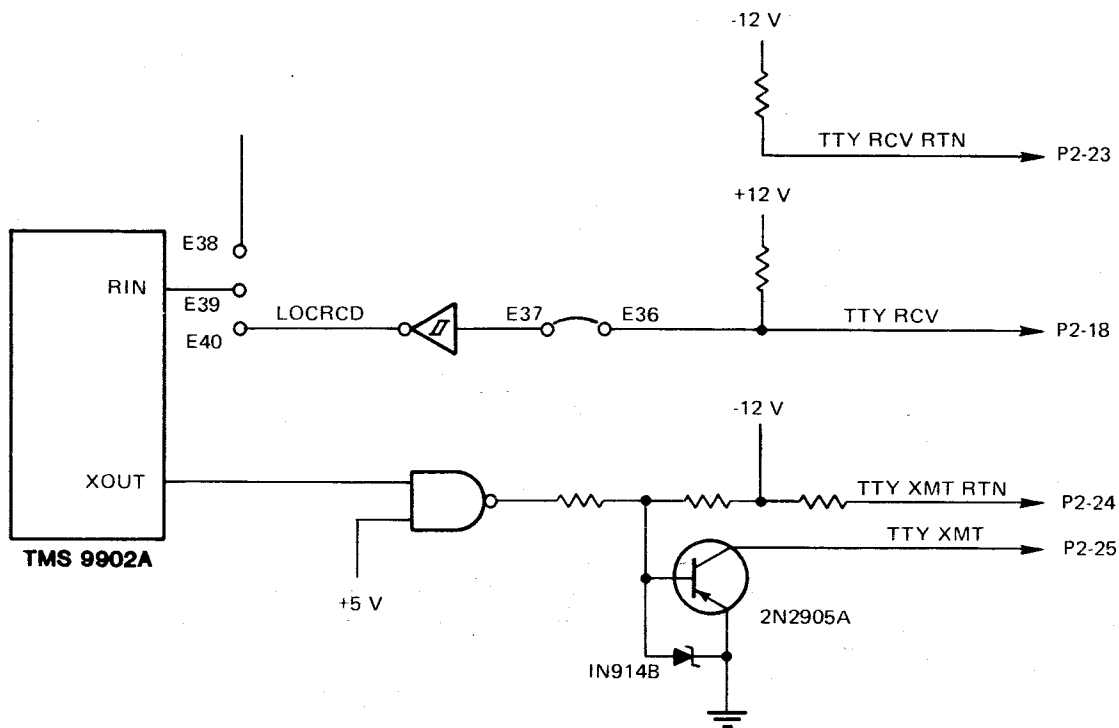 -12 V
TTY RCV RTN
P2-23
+12 V
E38
RIN
E39
LOCRCD
E37
E36
TTY RCV
P2-18
E40
-12 V
XOUT
TTY XMT RTN
P2-24
TTY XMT
P2-25
TMS 9902A
+5 V
2N2905A
IN914B